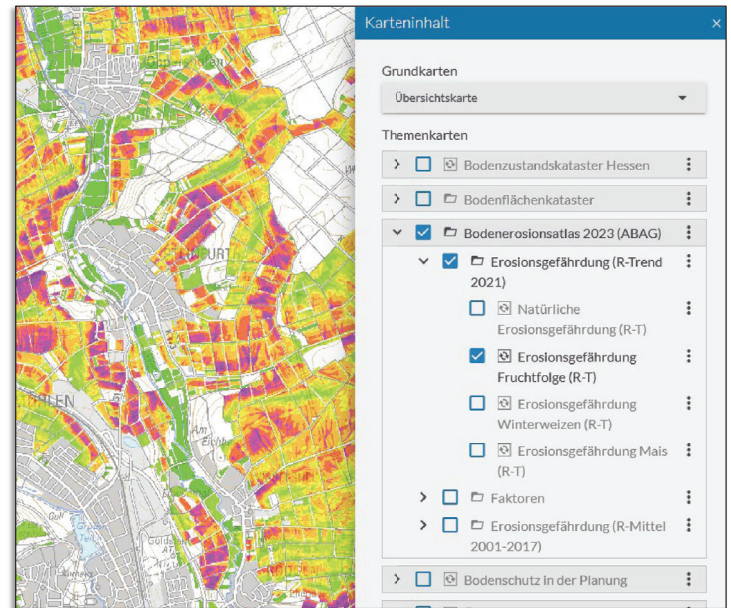 Karteninhalt
Grundkarten
Übersichtskarte
Themenkarten
Bodenzustandskataster Hessen
Bodenflächenkataster
Bodenerosionsatlas 2023 (ABAG)
Erosionsgefährdung (R-Trend
2021)
Natürliche
Erosionsgefährdung (R-T)
Erosionsgefährdung
Fruchtfolge (R-T)
Erosionsgefährdung
Winterweizen (R-T)
Erosionsgefährdung Mais
(R-T)
Faktoren
Erosionsgefährdung (R-Mittel
2001-2017)
Bodenschutz in der Planung
Am